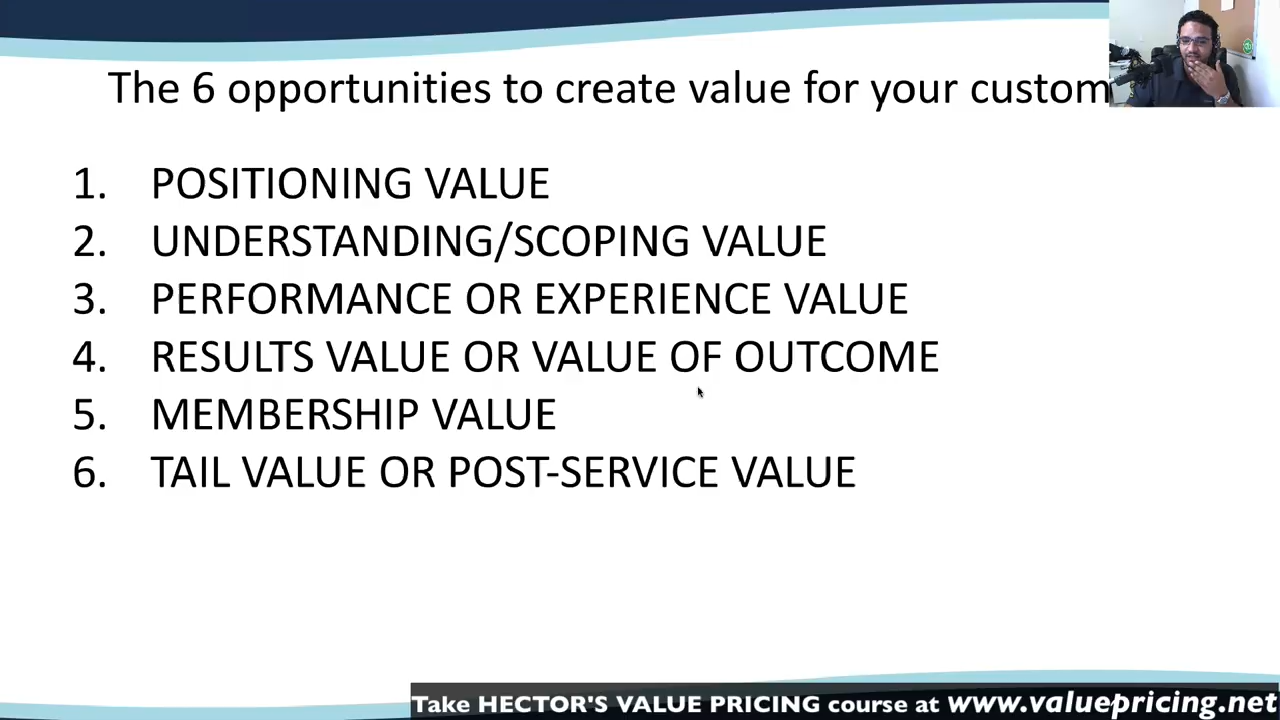 The 6 opportunities to create value for your custom
1. POSITIONING VALUE
2. UNDERSTANDING/SCOPING VALUE
3. PERFORMANCE OR EXPERIENCE VALUE
4. RESULTS VALUE OR VALUE OF OUTCOME
5. MEMBERSHIP VALUE
6. TAIL VALUE OR POST-SERVICE VALUE
Take HECTOR'S VALUE PRICING course at www.valuepricing.net